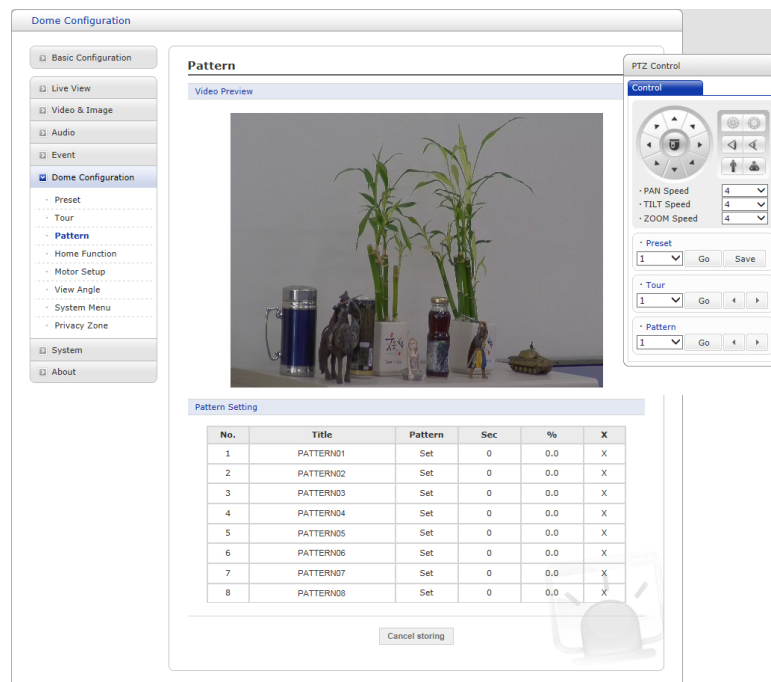 Dome Configuration
Basic Configuration
Live View
Video & Image
Audio
Event
Dome Configuration
Preset
Tour
Pattern
Home Function
Motor Setup
View Angle
System Menu
Privacy Zone
System
About
Pattern
Video Preview
Pattern Setting
No. Title Pattern Sec % X
1 PATTERN01 Set 0 0.0 X
2 PATTERN02 Set 0 0.0 X
3 PATTERN03 Set 0 0.0 X
4 PATTERN04 Set 0 0.0 X
5 PATTERN05 Set 0 0.0 X
6 PATTERN06 Set 0 0.0 X
7 PATTERN07 Set 0 0.0 X
8 PATTERN08 Set 0 0.0 X
Cancel storing
PTZ Control
Control
PAN Speed 4
TILT Speed 4
ZOOM Speed 4
Preset
1 Go Save
Tour
1 Go
Pattern
1 Go